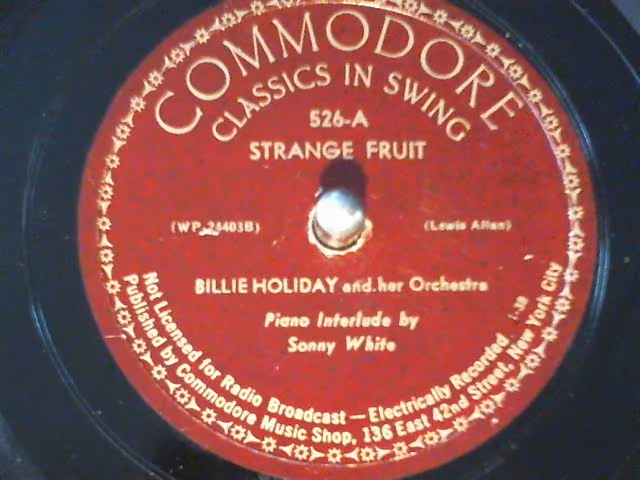 COMMODORE
CLASSICS IN SWING
526-A
STRANGE FRUIT
(WP 24403B)
(Lewis Allan)
BILLIE HOLIDAY and her Orchestra
Piano Interlude by
Sonny White
Not Licensed for Radio Broadcast — Electrically Recorded
Published by Commodore Music Shop, 136 East 42nd Street, New York City